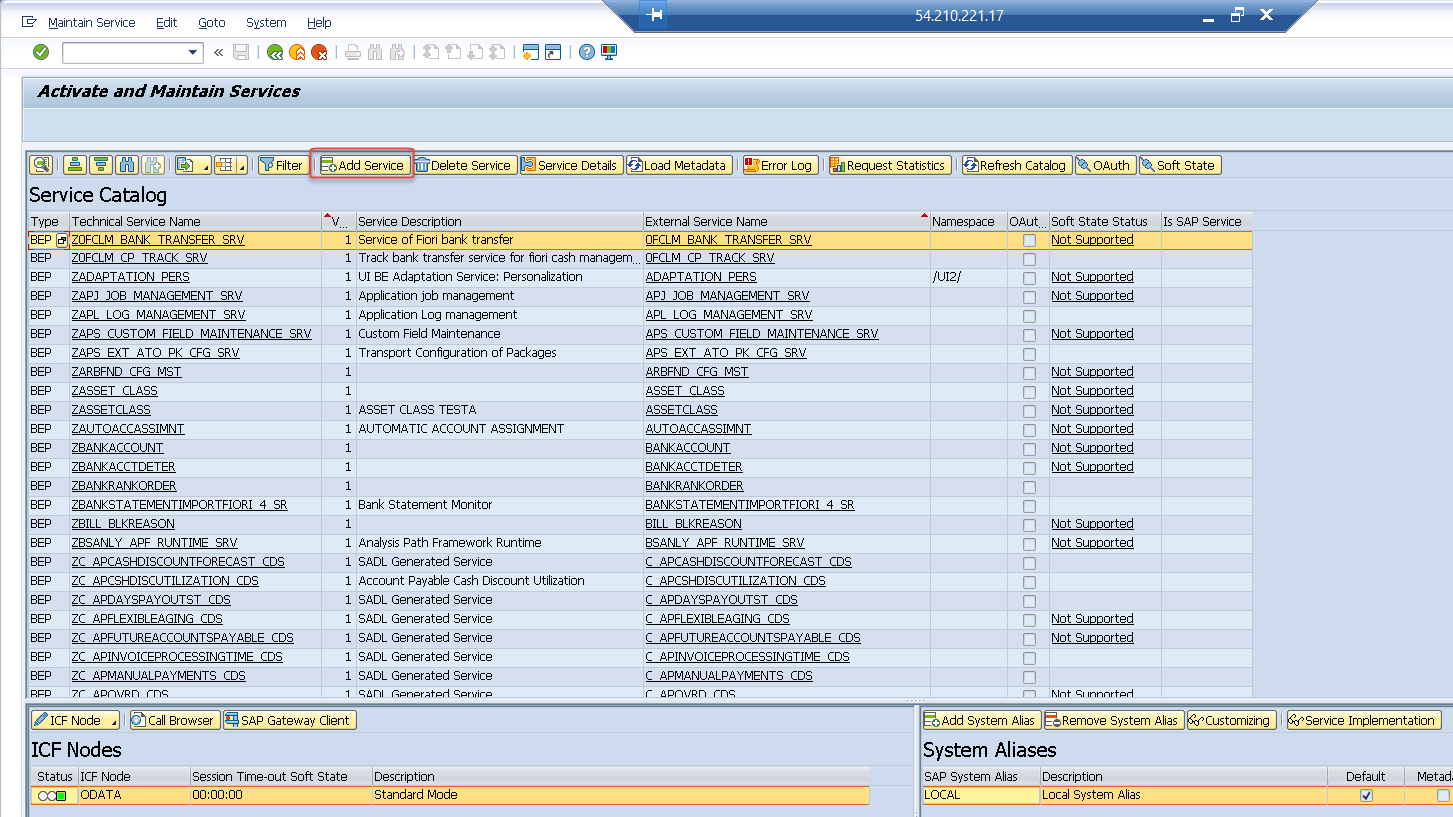 Maintain Service Edit Goto System Help
54.210.221.17
Activate and Maintain Services
Filter Add Service Delete Service Service Details Load Metadata Error Log Request Statistics Refresh Catalog OAuth Soft State
Service Catalog
Type Technical Service Name V... Service Description External Service Name Namespace OAut... Soft State Status Is SAP Service
BEP ZOFCLM_BANK_TRANSFER_SRV 1 Service of Fiori bank transfer 0FCLM_BANK_TRANSFER_SRV Not Supported
BEP Z0FCLM_CP_TRACK_SRV 1 Track bank transfer service for fiori cash managem... 0FCLM_CP_TRACK_SRV
BEP ZADAPTATION_PERS 1 UI BE Adaptation Service: Personalization ADAPTATION_PERS /UI2/ Not Supported
BEP ZAPJ_JOB_MANAGEMENT_SRV 1 Application job management APJ_JOB_MANAGEMENT_SRV Not Supported
BEP ZAPL_LOG_MANAGEMENT_SRV 1 Application Log management APL_LOG_MANAGEMENT_SRV
BEP ZAPS_CUSTOM_FIELD_MAINTENANCE_SRV 1 Custom Field Maintenance APS_CUSTOM_FIELD_MAINTENANCE_SRV Not Supported
BEP ZAPS_EXT_ATO_PK_CFG_SRV 1 Transport Configuration of Packages APS_EXT_ATO_PK_CFG_SRV
BEP ZARBFND_CFG_MST 1 ARBFND_CFG_MST Not Supported
BEP ZASSET_CLASS 1 ASSET_CLASS Not Supported
BEP ZASSETCLASS 1 ASSET CLASS TESTA ASSETCLASS Not Supported
BEP ZAUTOACCASSIMNT 1 AUTOMATIC ACCOUNT ASSIGNMENT AUTOACCASSIMNT Not Supported
BEP ZBANKACCOUNT 1 BANKACCOUNT Not Supported
BEP ZBANKACCTDETER 1 BANKACCTDETER Not Supported
BEP ZBANKRANKORDER 1 BANKRANKORDER
BEP ZBANKSTATEMENTIMPORTFIORI_4_SR 1 Bank Statement Monitor BANKSTATEMENTIMPORTFIORI_4_SR
BEP ZBILL_BLKREASON 1 BILL_BLKREASON Not Supported
BEP ZBSANLY_APF_RUNTIME_SRV 1 Analysis Path Framework Runtime BSANLY_APF_RUNTIME_SRV Not Supported
BEP ZC_APCASHDISCOUNTFORECAST_CDS 1 SADL Generated Service C_APCASHDISCOUNTFORECAST_CDS
BEP ZC_APCSHDISCUTILIZATION_CDS 1 Account Payable Cash Discount Utilization C_APCSHDISCUTILIZATION_CDS
BEP ZC_APDAYSPAYOUTST_CDS 1 SADL Generated Service C_APDAYSPAYOUTST_CDS
BEP ZC_APFLEXIBLEAGING_CDS 1 SADL Generated Service C_APFLEXIBLEAGING_CDS Not Supported
BEP ZC_APFUTUREACCOUNTSPAYABLE_CDS 1 SADL Generated Service C_APFUTUREACCOUNTSPAYABLE_CDS Not Supported
BEP ZC_APINVOICEPROCESSINGTIME_CDS 1 SADL Generated Service C_APINVOICEPROCESSINGTIME_CDS
BEP ZC_APMANUALPAYMENTS_CDS 1 SADL Generated Service C_APMANUALPAYMENTS_CDS
BEP ZC_APOVRD_CDS 1 SADL Generated Service C_APOVRD_CDS Not Supported
ICF Node Call Browser SAP Gateway Client
ICF Nodes
Status ICF Node Session Time-out Soft State Description
ODATA 00:00:00 Standard Mode
Add System Alias Remove System Alias Customizing Service Implementation
System Aliases
SAP System Alias Description Default Metad
LOCAL Local System Alias